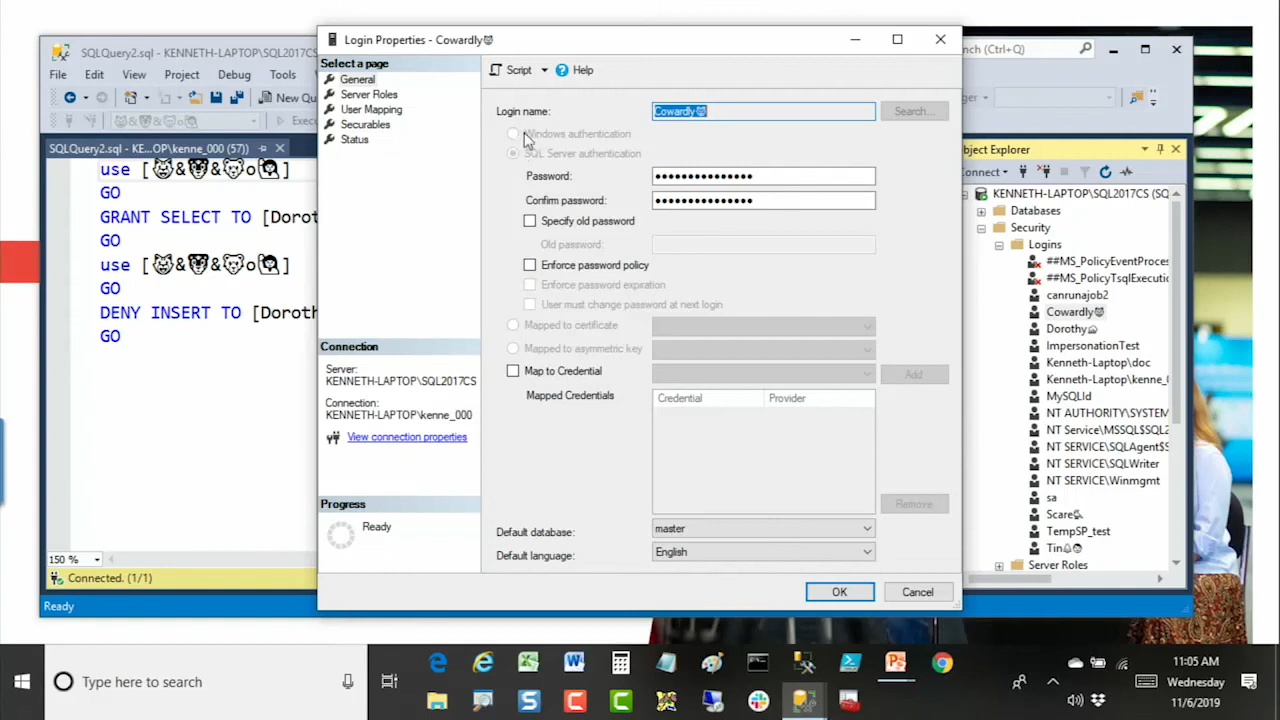 SQLQuery2.sql - KENNETH-LAPTOP\SQL2017CS
nch (Ctrl+Q)
File Edit View Project Debug Tools
New Qu
Execu
SQLQuery2.sql - KE...OP\kenne_000 (57))
use [😼&🐯&🐭o🙋]
GO
GRANT SELECT TO [Dorot
GO
use [😼&🐯&🐭o🙋]
GO
DENY INSERT TO [Doroth
GO
150 %
Connected. (1/1)
Ready
Login Properties - Cowardly😈
Select a page
General
Server Roles
User Mapping
Securables
Status
Connection
Server:
KENNETH-LAPTOP\SQL2017CS
Connection:
KENNETH-LAPTOP\kenne_000
View connection properties
Progress
Ready
Script Help
Login name: Cowardly😈 Search...
Windows authentication
SQL Server authentication
Password: ●●●●●●●●●●●●●●●
Confirm password: ●●●●●●●●●●●●●●●
Specify old password
Old password:
Enforce password policy
Enforce password expiration
User must change password at next login
Mapped to certificate
Mapped to asymmetric key
Map to Credential Add
Mapped Credentials Credential Provider
Remove
Default database: master
Default language: English
OK Cancel
bject Explorer
onnect
KENNETH-LAPTOP\SQL2017CS (SQ
Databases
Security
Logins
##MS_PolicyEventProce
##MS_PolicyTsqlExecuti
canrunajob2
Cowardly😈
Dorothy
ImpersonationTest
Kenneth-Laptop\doc
Kenneth-Laptop\kenne_
MySQLId
NT AUTHORITY\SYSTEM
NT Service\MSSQL$SQL2
NT SERVICE\SQLAgent$
NT SERVICE\SQLWriter
NT SERVICE\Winmgmt
sa
Scare
TempSP_test
Tin
Server Roles
Type here to search
11:05 AM
Wednesday
11/6/2019